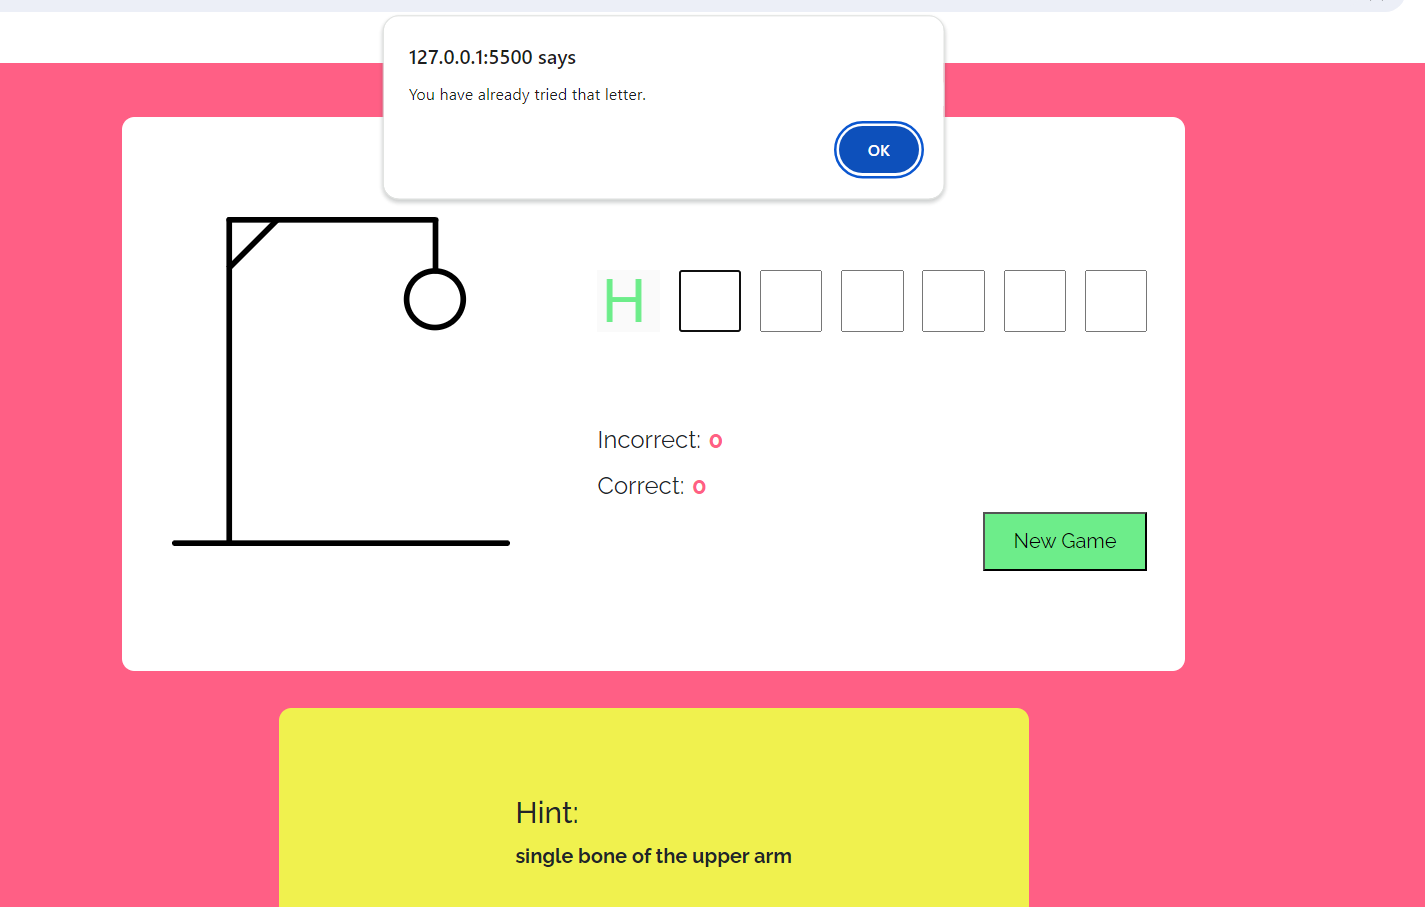 127.0.0.1:5500 says
You have already tried that letter.
OK
H
Incorrect: 0
Correct: 0
New Game
Hint:
single bone of the upper arm